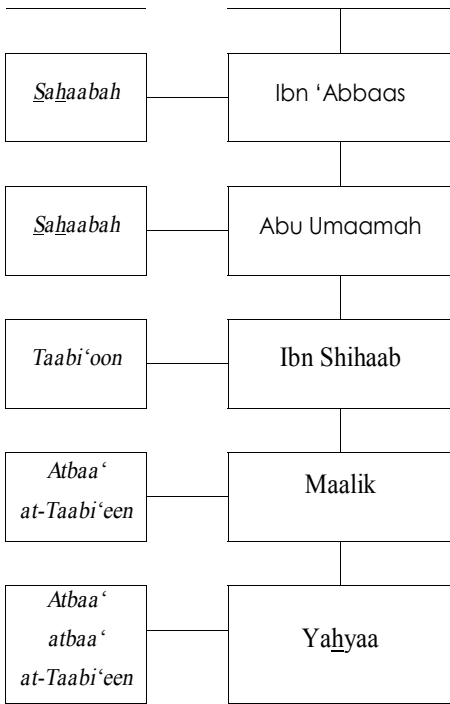 Sahaabah
Ibn ‘Abbaas
Sahaabah
Abu Umaamah
Taabi‘oon
Ibn Shihaab
Atbaa‘
at-Taabi‘een
Maalik
Atbaa‘
atbaa‘
at-Taabi‘een
Yahyaa